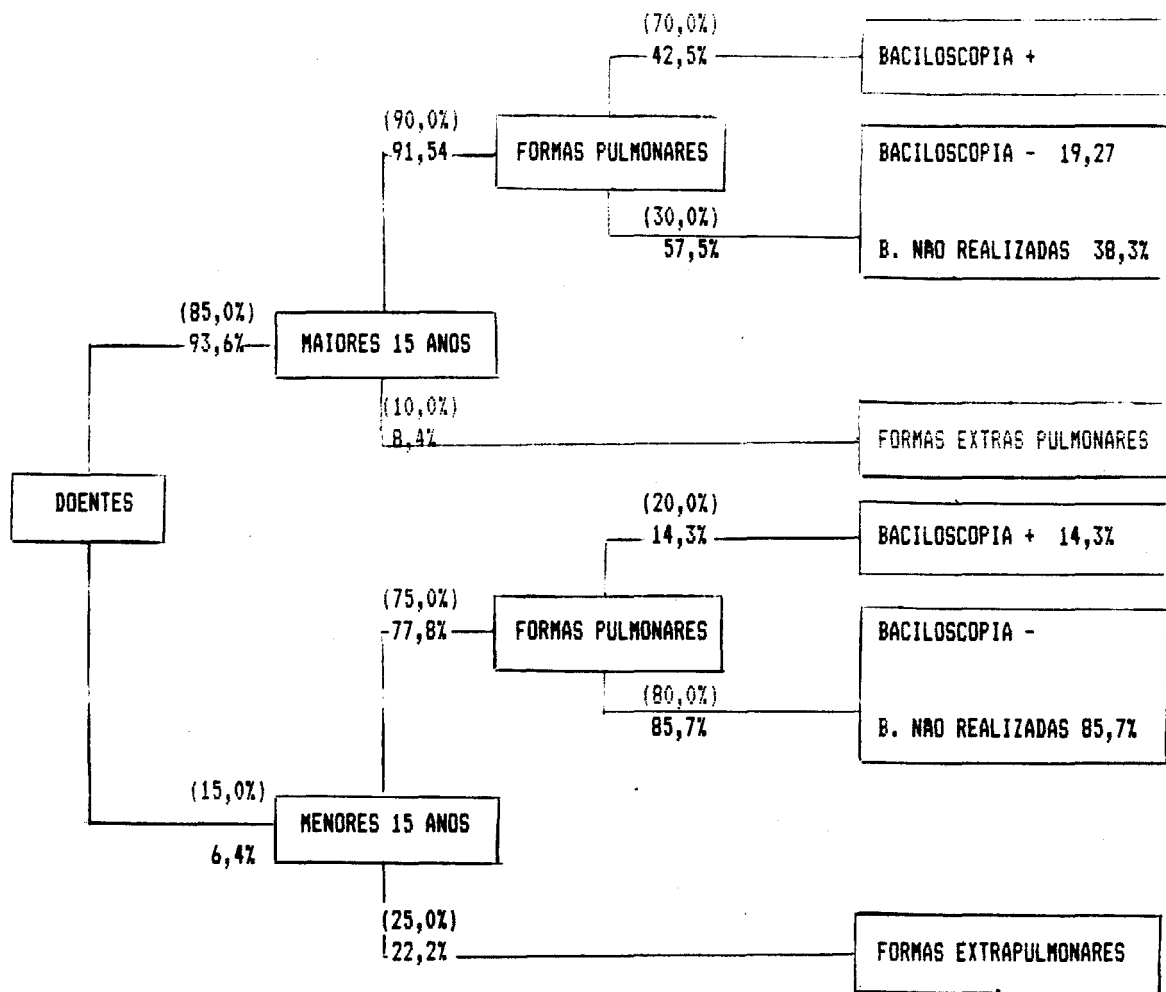 (70,0%)
42,5%
BACILOSCOPIA +
(90,0%)
91,54
FORMAS PULMONARES
BACILOSCOPIA - 19,27
(30,0%)
57,5%
B. NÃO REALIZADAS 38,3%
(85,0%)
93,6%
MAIORES 15 ANOS
(10,0%)
8,4%
FORMAS EXTRAS PULMONARES
DOENTES
(20,0%)
14,3%
BACILOSCOPIA + 14,3%
(75,0%)
77,8%
FORMAS PULMONARES
BACILOSCOPIA -
(80,0%)
85,7%
B. NÃO REALIZADAS 85,7%
(15,0%)
6,4%
MENORES 15 ANOS
(25,0%)
22,2%
FORMAS EXTRAPULMONARES